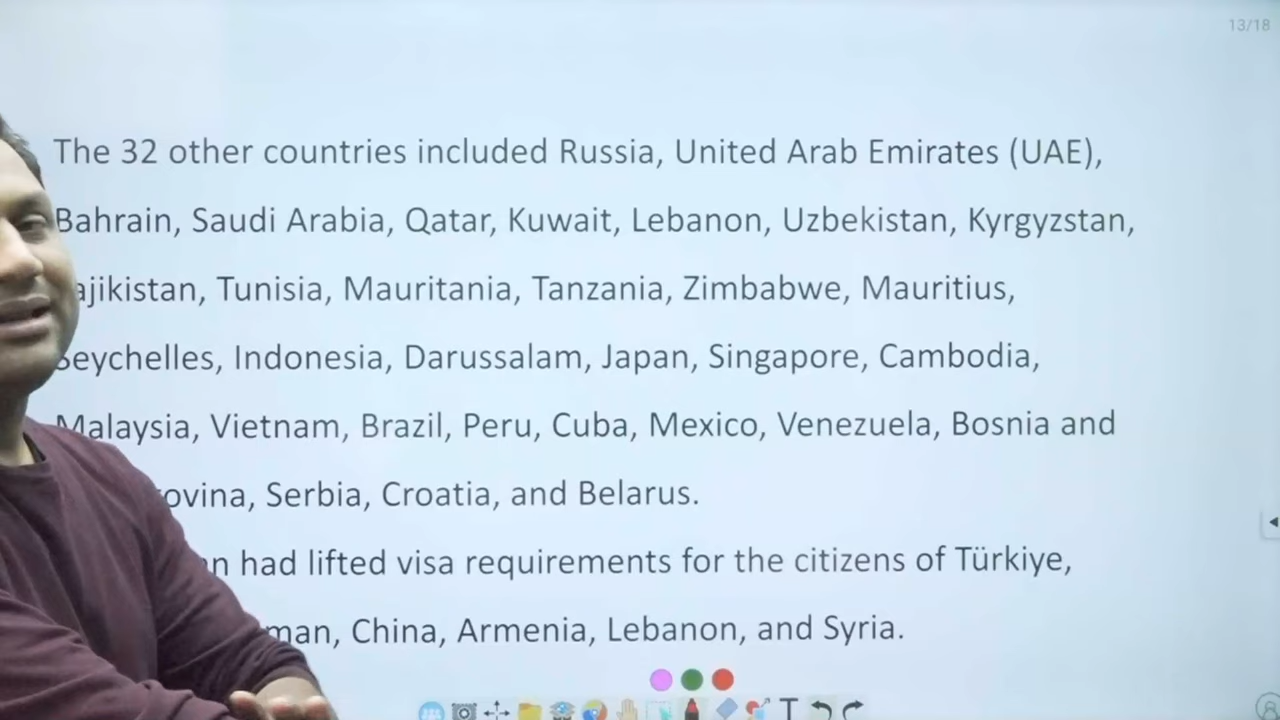 13/18
The 32 other countries included Russia, United Arab Emirates (UAE),
Bahrain, Saudi Arabia, Qatar, Kuwait, Lebanon, Uzbekistan, Kyrgyzstan,
ajikistan, Tunisia, Mauritania, Tanzania, Zimbabwe, Mauritius,
Seychelles, Indonesia, Darussalam, Japan, Singapore, Cambodia,
Malaysia, Vietnam, Brazil, Peru, Cuba, Mexico, Venezuela, Bosnia and
ovina, Serbia, Croatia, and Belarus.
n had lifted visa requirements for the citizens of Türkiye,
man, China, Armenia, Lebanon, and Syria.
T